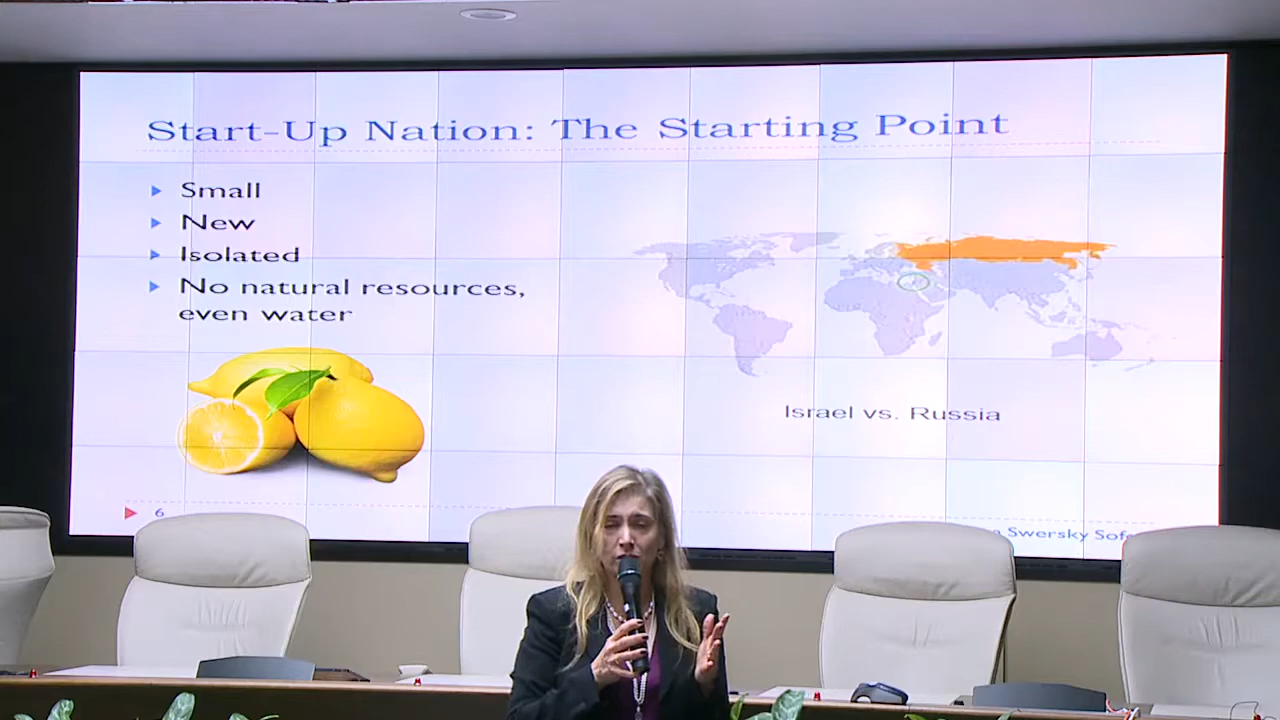 Start-Up Nation: The Starting Point
Small
New
Isolated
No natural resources,
even water
Israel vs. Russia
6
Swersky